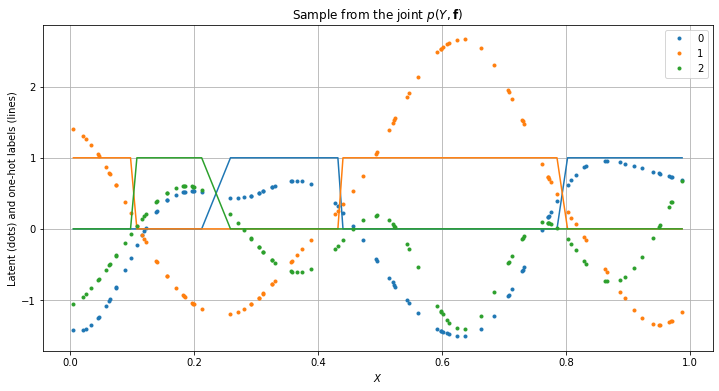 Sample from the joint p(Y, f)
0
1
2
Latent (dots) and one-hot labels (lines)
2
1
0
−1
0.0 0.2 0.4 0.6 0.8 1.0
X